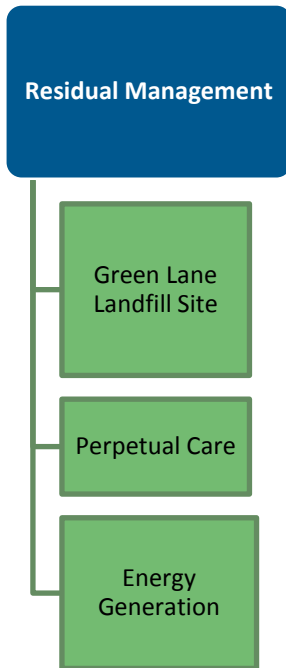 Residual Management
Green Lane
Landfill Site
Perpetual Care
Energy
Generation